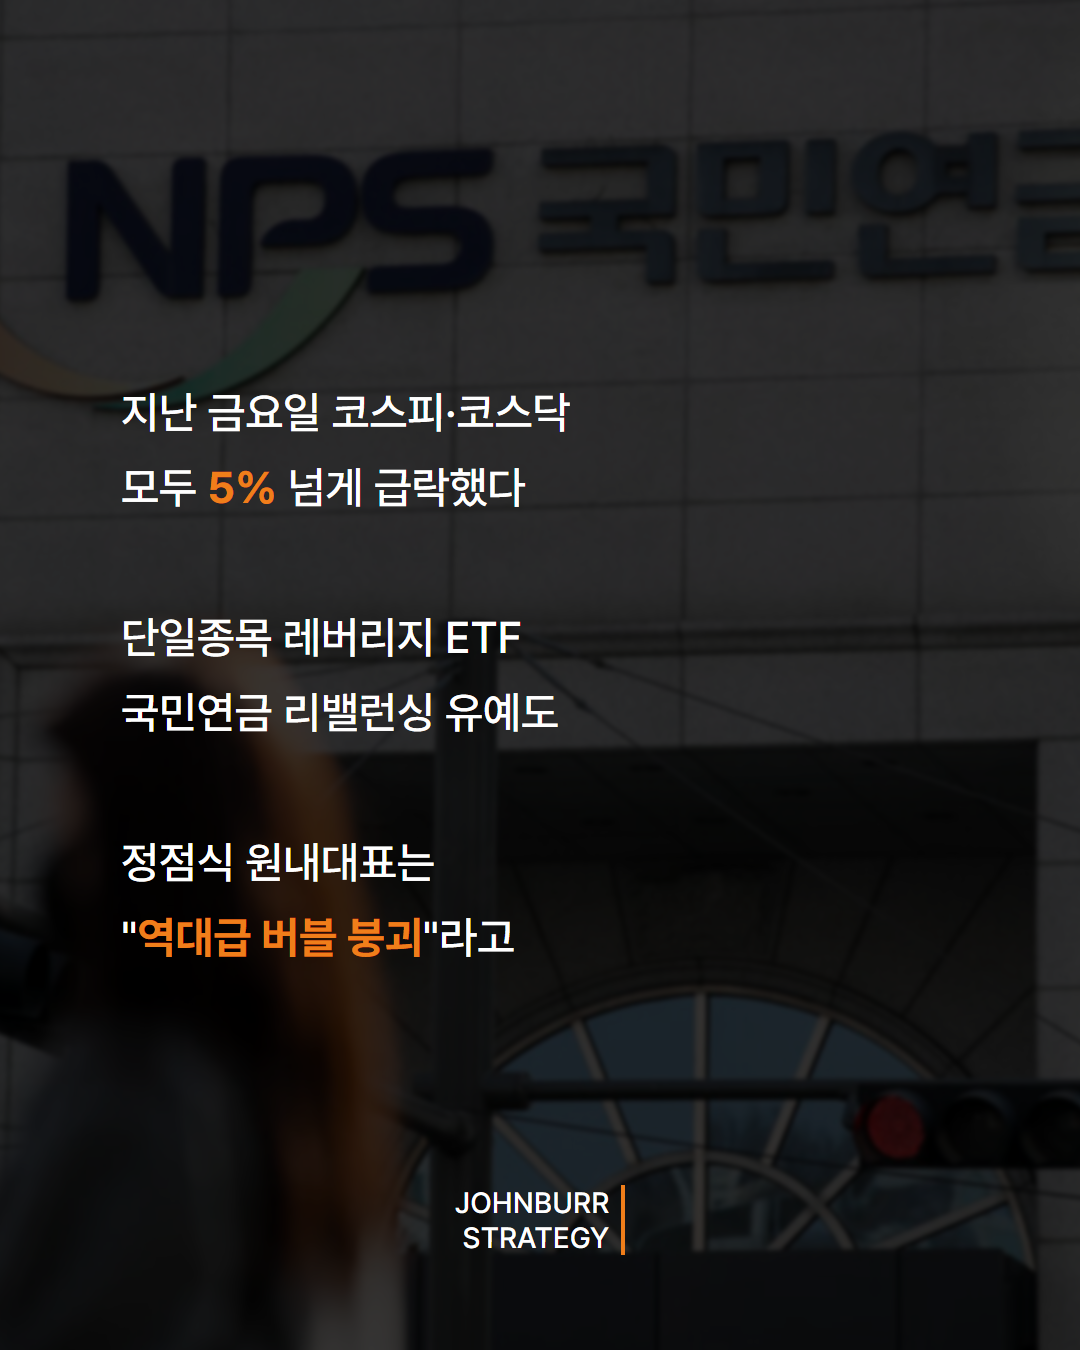 NPS 국민연금
지난 금요일 코스피·코스닥
모두 5% 넘게 급락했다
단일종목 레버리지 ETF
국민연금 리밸런싱 유예도
정점식 원내대표는
"역대급 버블 붕괴"라고
JOHNBURR
STRATEGY